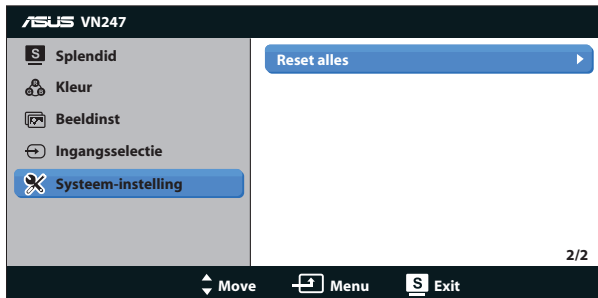 ASUS VN247
S Splendid
Kleur
Beeldinst
Ingangsselectie
Systeem-instelling
Reset alles
2/2
Move Menu S Exit